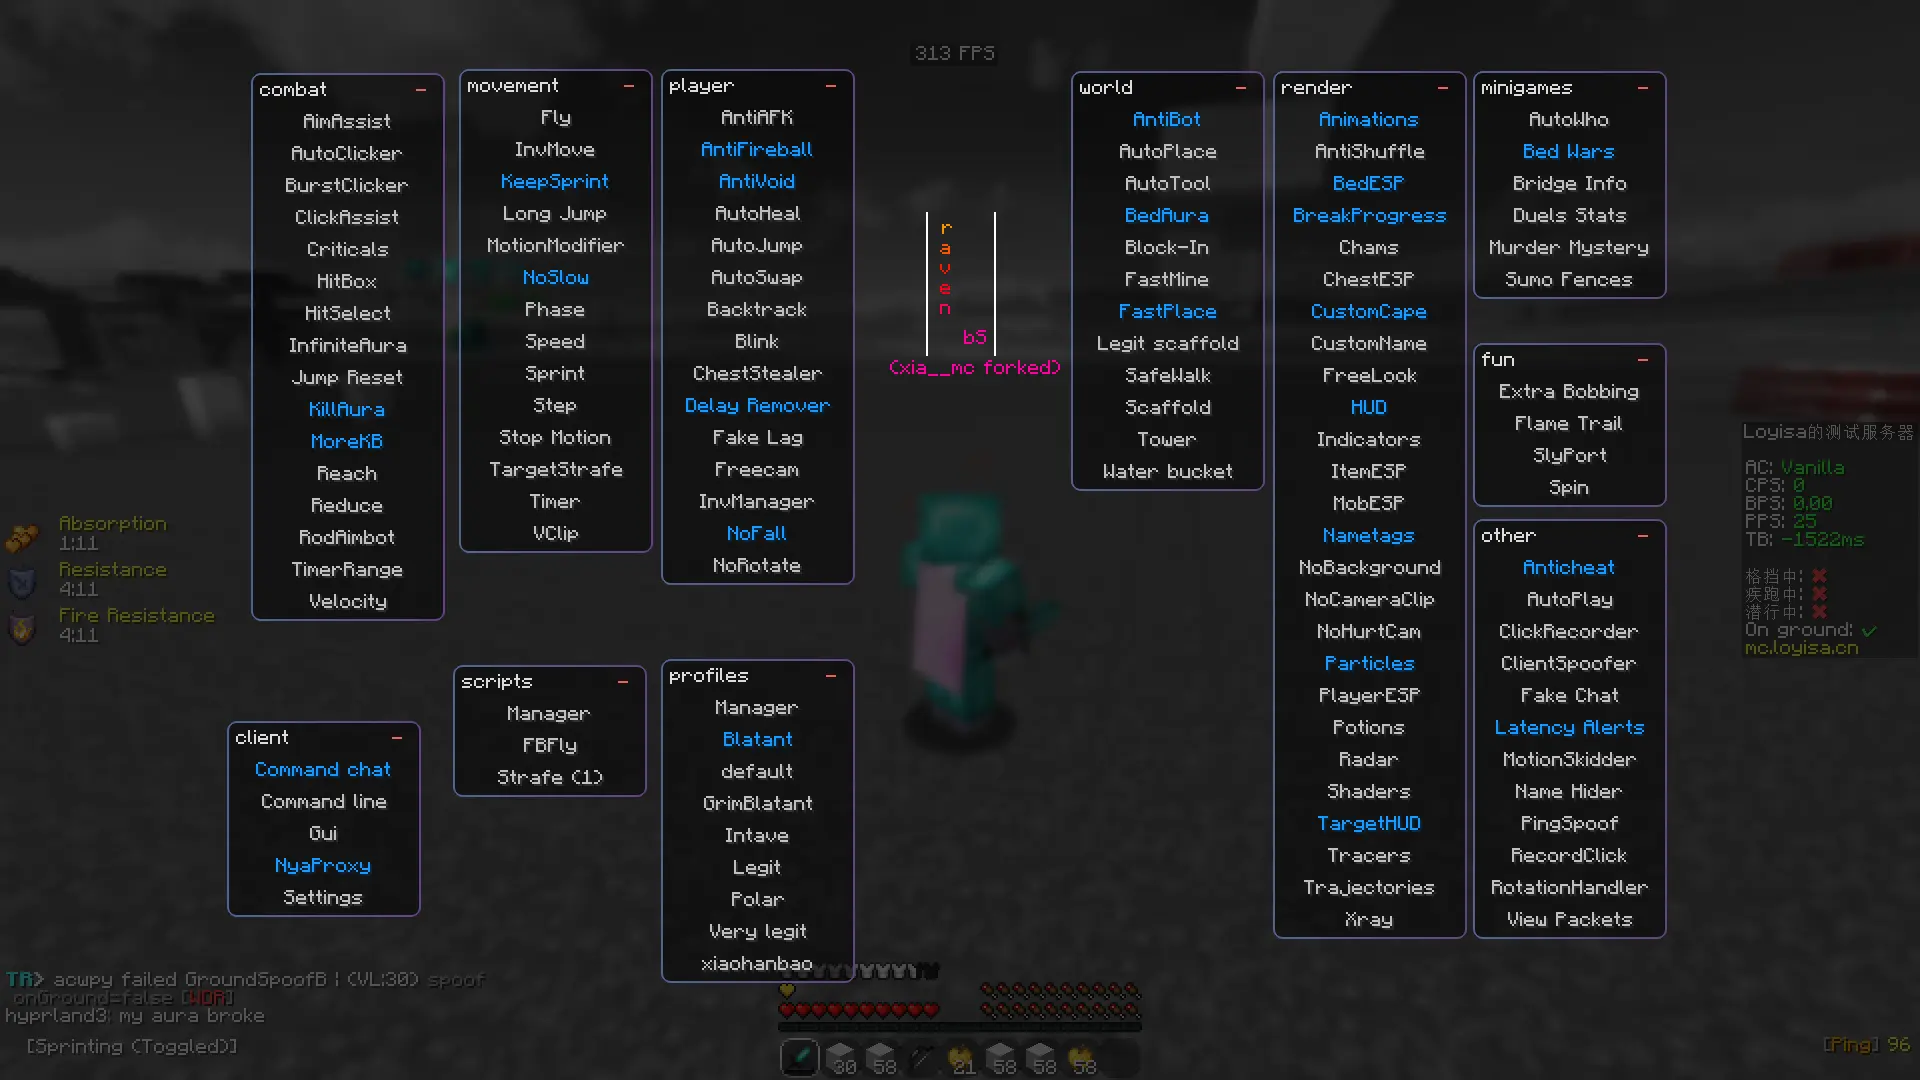 313 FPS
combat
AimAssist
AutoClicker
BurstClicker
ClickAssist
Criticals
HitBox
HitSelect
InfiniteAura
Jump Reset
KillAura
MoreKB
Reach
Reduce
RodAimbot
TimerRange
Velocity
movement
Fly
InvMove
KeepSprint
Long Jump
MotionModifier
NoSlow
Phase
Speed
Sprint
Step
Stop Motion
TargetStrafe
Timer
VClip
player
AntiAFK
AntiFireball
AntiVoid
AutoHeal
AutoJump
AutoSwap
Backtrack
Blink
ChestStealer
Delay Remover
Fake Lag
Freecam
InvManager
NoFall
NoRotate
raven
bS
(xia__mc forked)
world
AntiBot
AutoPlace
AutoTool
BedAura
Block-In
FastMine
FastPlace
Legit scaffold
SafeWalk
Scaffold
Tower
Water bucket
render
Animations
AntiShuffle
BedESP
BreakProgress
Chams
ChestESP
CustomCape
CustomName
FreeLook
HUD
Indicators
ItemESP
MobESP
Nametags
NoBackground
NoCameraClip
NoHurtCam
Particles
PlayerESP
Potions
Radar
Shaders
TargetHUD
Tracers
Trajectories
Xray
minigames
AutoWho
Bed Wars
Bridge Info
Duels Stats
Murder Mystery
Sumo Fences
fun
Extra Bobbing
Flame Trail
SlyPort
Spin
other
Anticheat
AutoPlay
ClickRecorder
ClientSpoofer
Fake Chat
Latency Alerts
MotionSkidder
Name Hider
PingSpoof
RecordClick
RotationHandler
View Packets
Loyisa的测试服务器
AC: Vanilla
CPS: 0
BPS: 0.00
PPS: 25
TB: -1522ms
格挡中: ✖
疾跑中: ✖
潜行中: ✖
On ground: ✔
mc.loyisa.cn
Absorption
1:11
Resistance
4:11
Fire Resistance
4:11
client
Command chat
Command line
Gui
NyaProxy
Settings
scripts
Manager
FBFly
Strafe (1)
profiles
Manager
Blatant
default
GrimBlatant
Intave
Legit
Polar
Very legit
xiaohanbao
TR> acwpy failed GroundSpoofB | (VL:30) spoof
onGround=false [WDR]
hyprland3: my aura broke
[Sprinting (Toggled)]
30 58 21 58 58 58
[Ping] 96